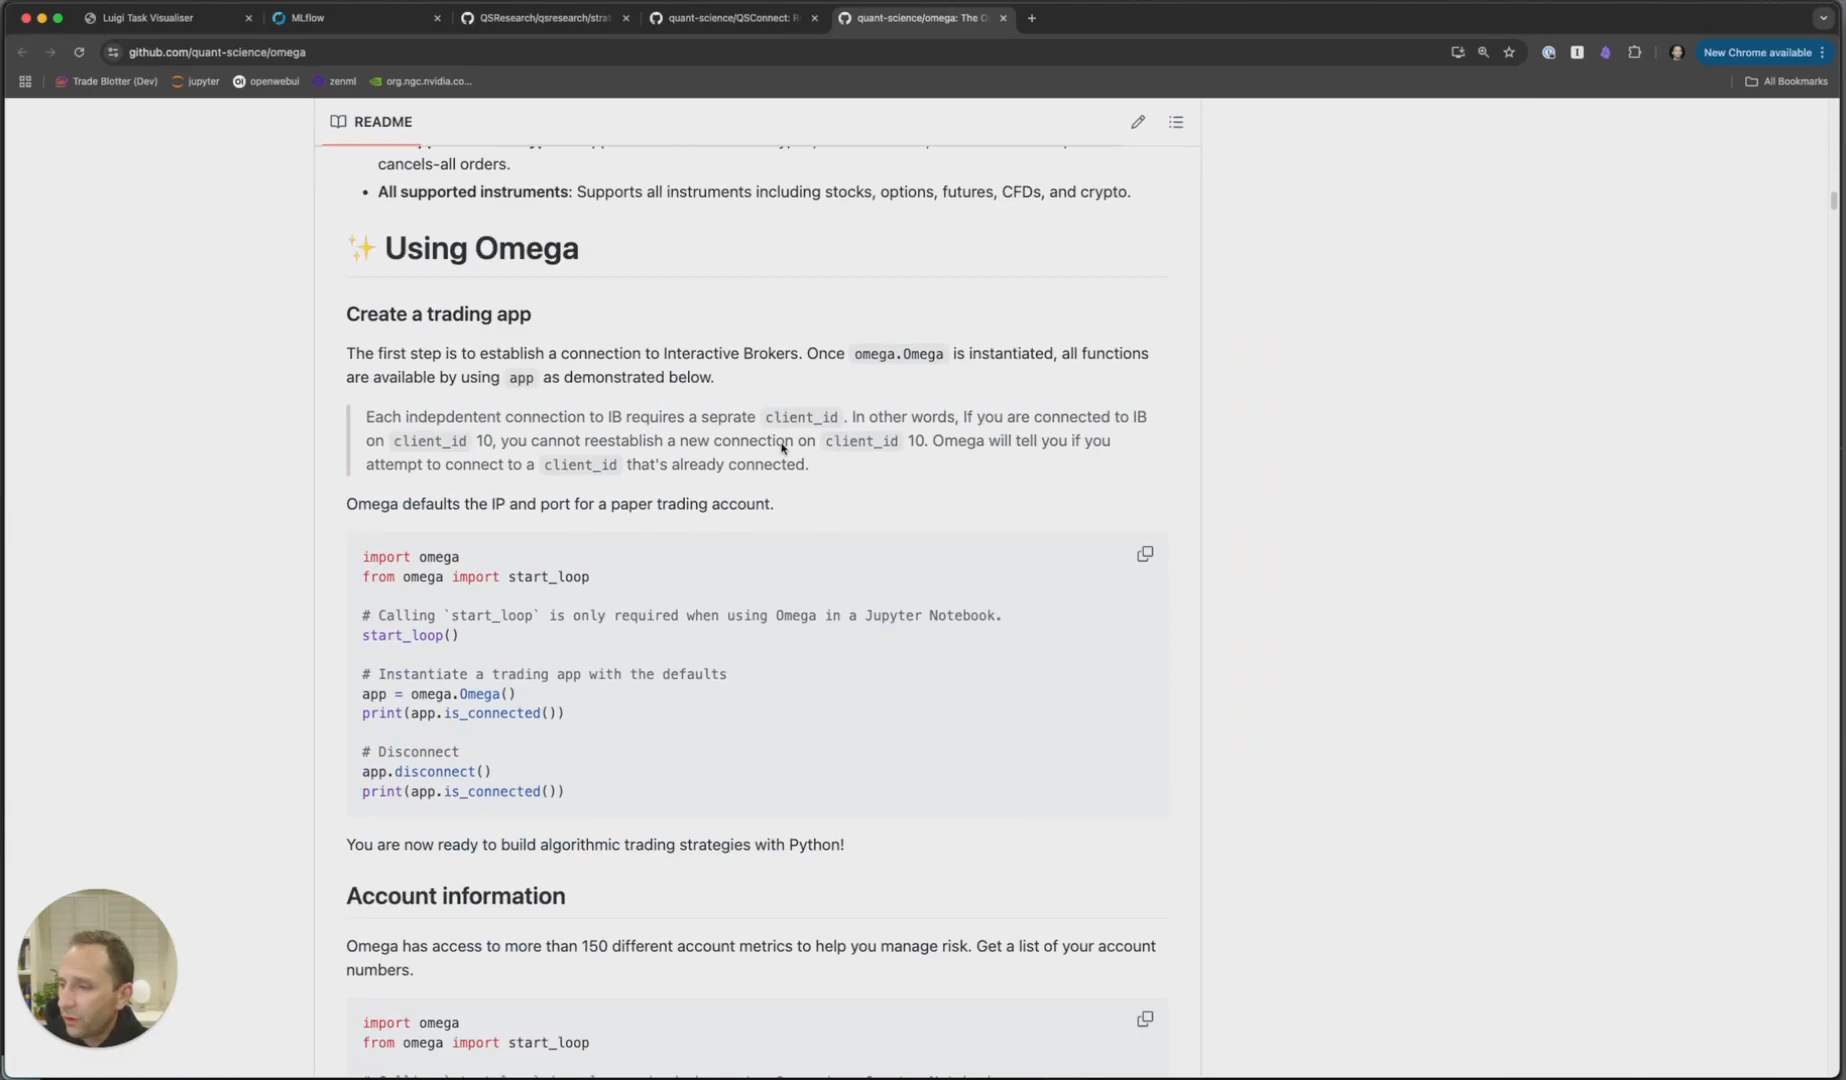 Luigi Task Visualiser
MLflow
QSResearch/qsresearch/strat
quant-science/QSConnect: R
quant-science/omega: The O
github.com/quant-science/omega
New Chrome available
Trade Blotter (Dev)
jupyter
openwebui
zenml
org.ngc.nvidia.co...
All Bookmarks
README
cancels-all orders.
• All supported instruments: Supports all instruments including stocks, options, futures, CFDs, and crypto.
✨ Using Omega
Create a trading app
The first step is to establish a connection to Interactive Brokers. Once omega.Omega is instantiated, all functions
are available by using app as demonstrated below.
Each indepdentent connection to IB requires a seprate client_id. In other words, If you are connected to IB
on client_id 10, you cannot reestablish a new connection on client_id 10. Omega will tell you if you
attempt to connect to a client_id that's already connected.
Omega defaults the IP and port for a paper trading account.
import omega
from omega import start_loop
# Calling `start_loop` is only required when using Omega in a Jupyter Notebook.
start_loop()
# Instantiate a trading app with the defaults
app = omega.Omega()
print(app.is_connected())
# Disconnect
app.disconnect()
print(app.is_connected())
You are now ready to build algorithmic trading strategies with Python!
Account information
Omega has access to more than 150 different account metrics to help you manage risk. Get a list of your account
numbers.
import omega
from omega import start_loop